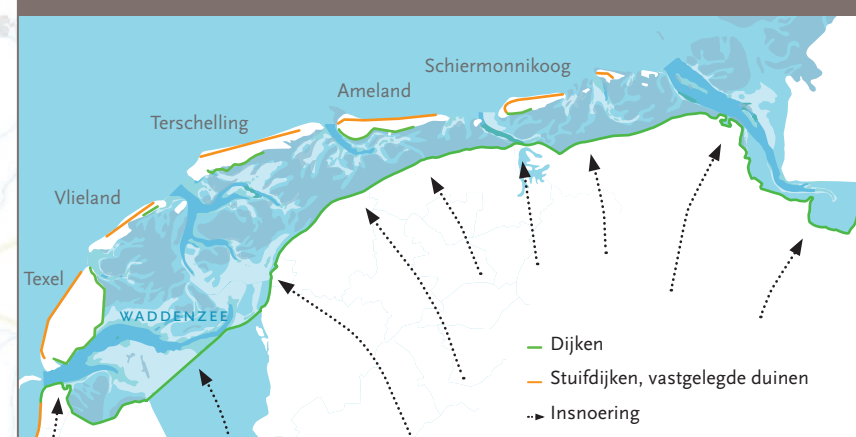 Schiermonnikoog
Ameland
Terschelling
Vlieland
Texel
WADDENZEE
Dijken
Stuifdijken, vastgelegde duinen
Insnoering